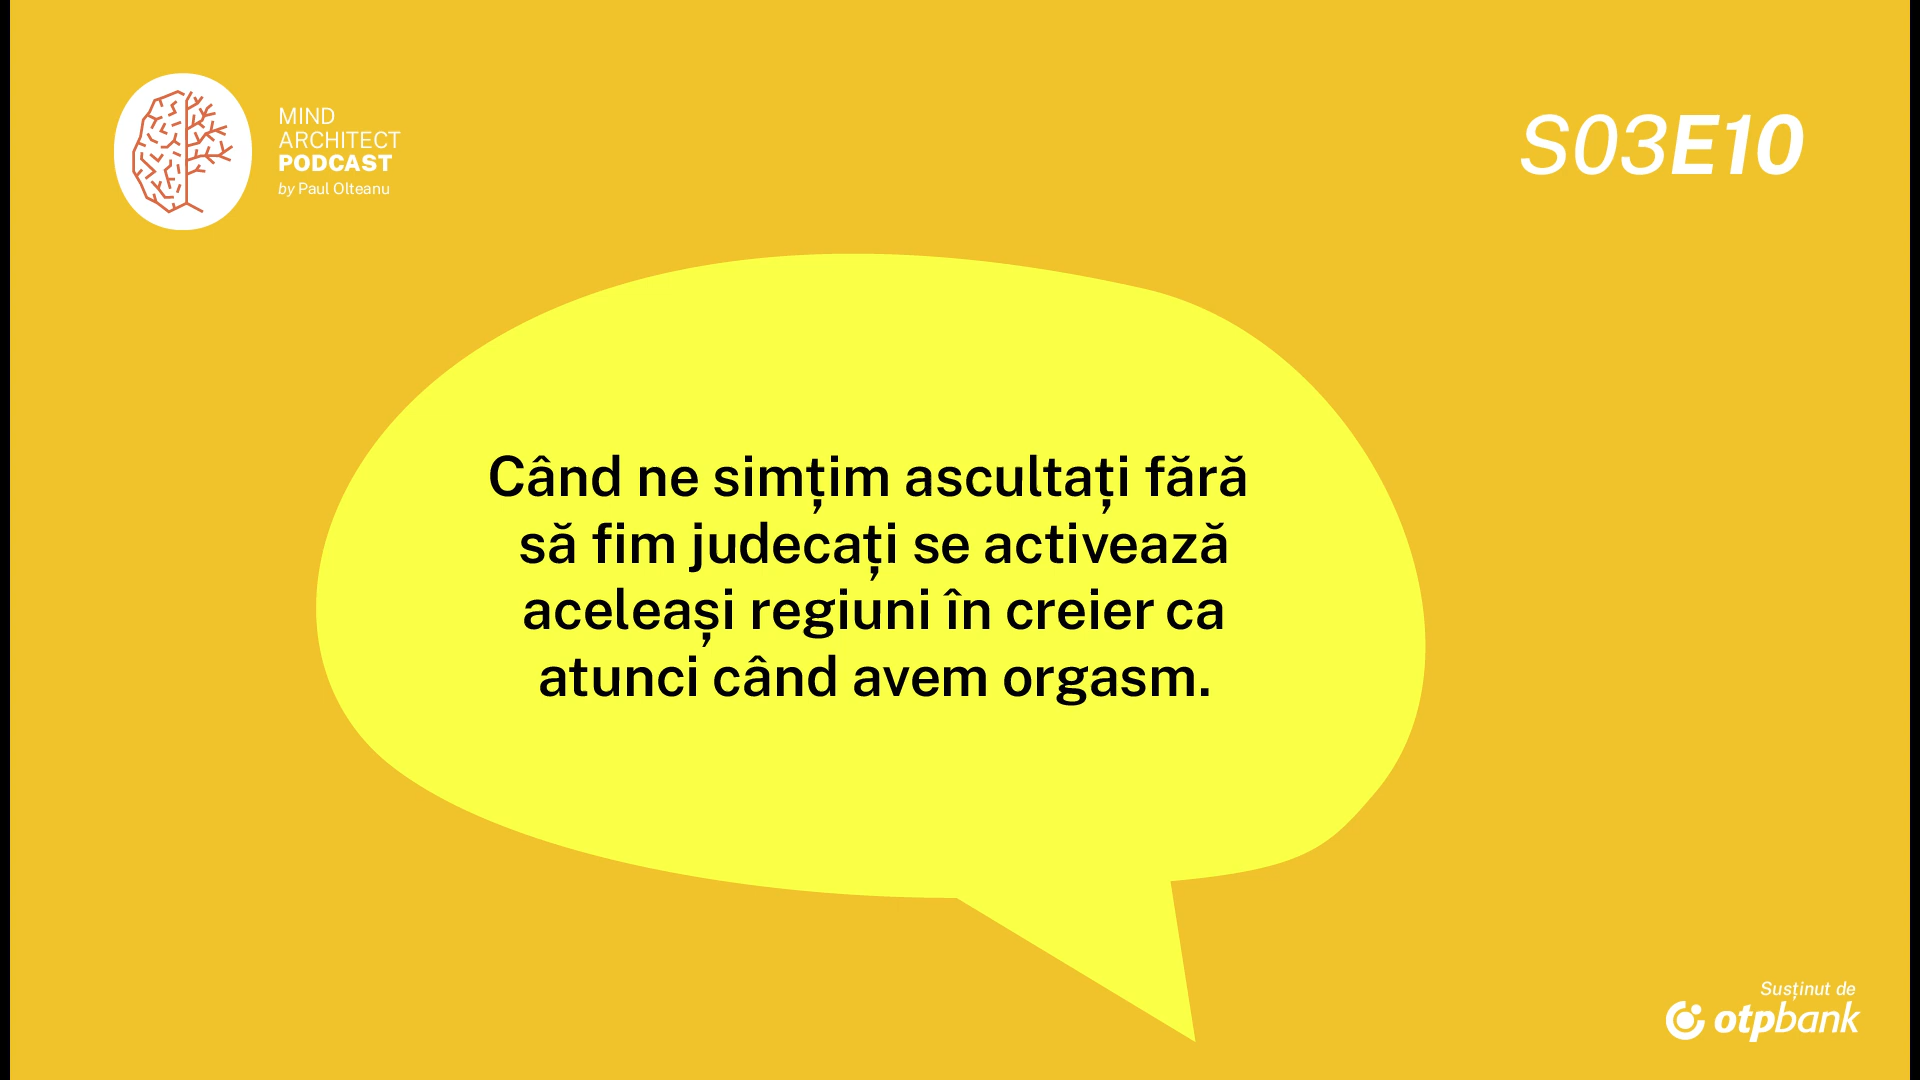 MIND
ARCHITECT
PODCAST
by Paul Olteanu
S03E10
Când ne simțim ascultați fără
să fim judecați se activează
aceleași regiuni în creier ca
atunci când avem orgasm.
Susținut de
otpbank